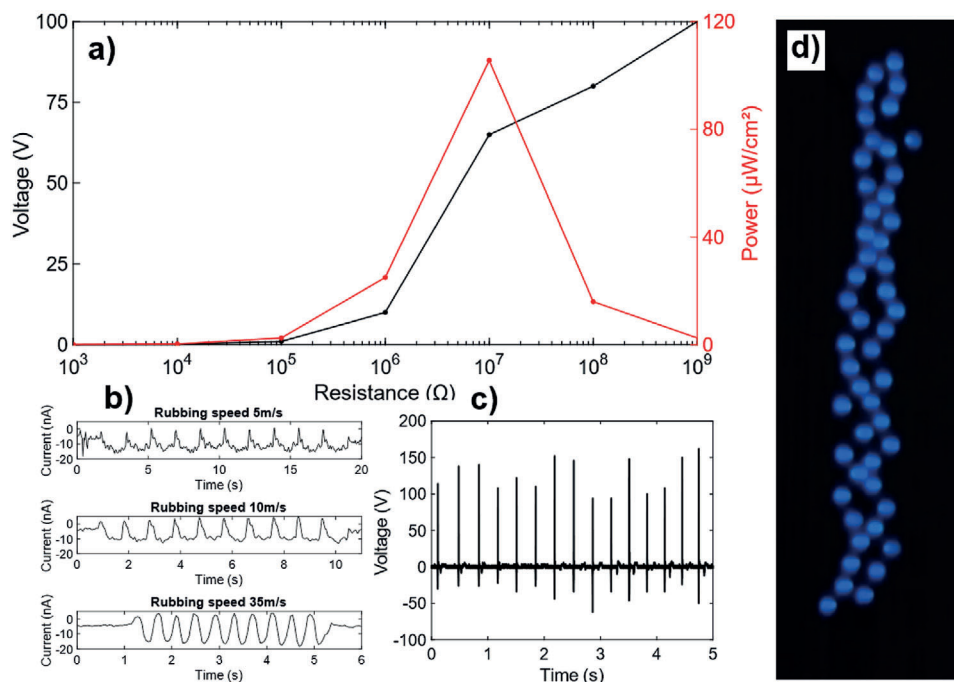 a)
100
75
50
25
0
Voltage (V)
120
80
40
0
Power (µW/cm²)
10³ 10⁴ 10⁵ 10⁶ 10⁷ 10⁸ 10⁹
Resistance (Ω)
b)
Rubbing speed 5m/s
Current (nA)
0
-10
-20
0 5 10 15 20
Time (s)
Rubbing speed 10m/s
Current (nA)
0
-10
-20
0 2 4 6 8 10
Time (s)
Rubbing speed 35m/s
Current (nA)
0
-10
-20
0 1 2 3 4 5 6
Time (s)
c)
200
150
100
50
0
-50
-100
Voltage (V)
0 1 2 3 4 5
Time (s)
d)